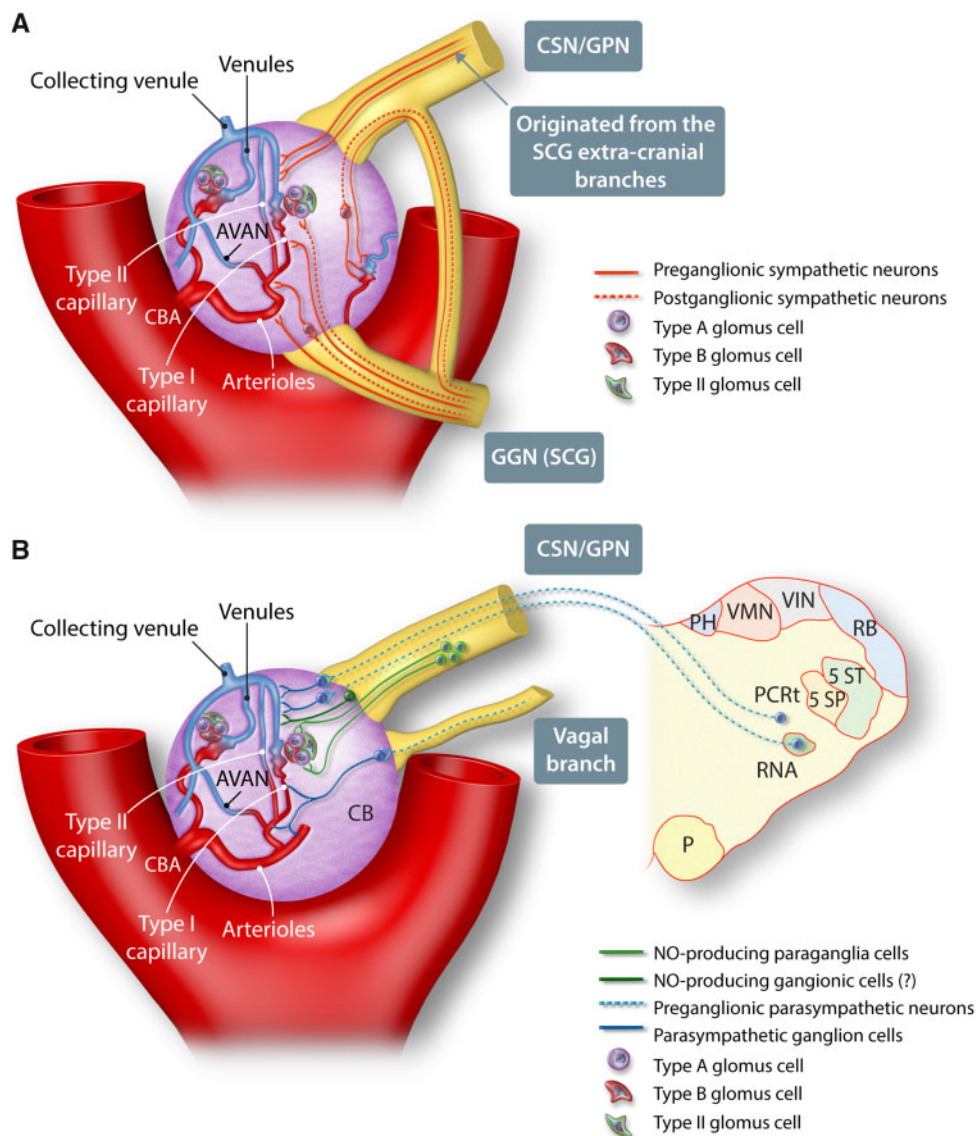 A
CSN/GPN
Collecting venule
Venules
Originated from the
SCG extra-cranial
branches
AVAN
Type II
capillary
CBA
Type I
capillary
Arterioles
Preganglionic sympathetic neurons
Postganglionic sympathetic neurons
Type A glomus cell
Type B glomus cell
Type II glomus cell
GGN (SCG)
B
CSN/GPN
Collecting venule
Venules
PH
VMN
VIN
RB
5 ST
5 SP
PCRt
RNA
P
Vagal
branch
AVAN
CB
Type II
capillary
CBA
Type I
capillary
Arterioles
NO-producing paraganglia cells
NO-producing gangionic cells (?)
Preganglionic parasympathetic neurons
Parasympathetic ganglion cells
Type A glomus cell
Type B glomus cell
Type II glomus cell